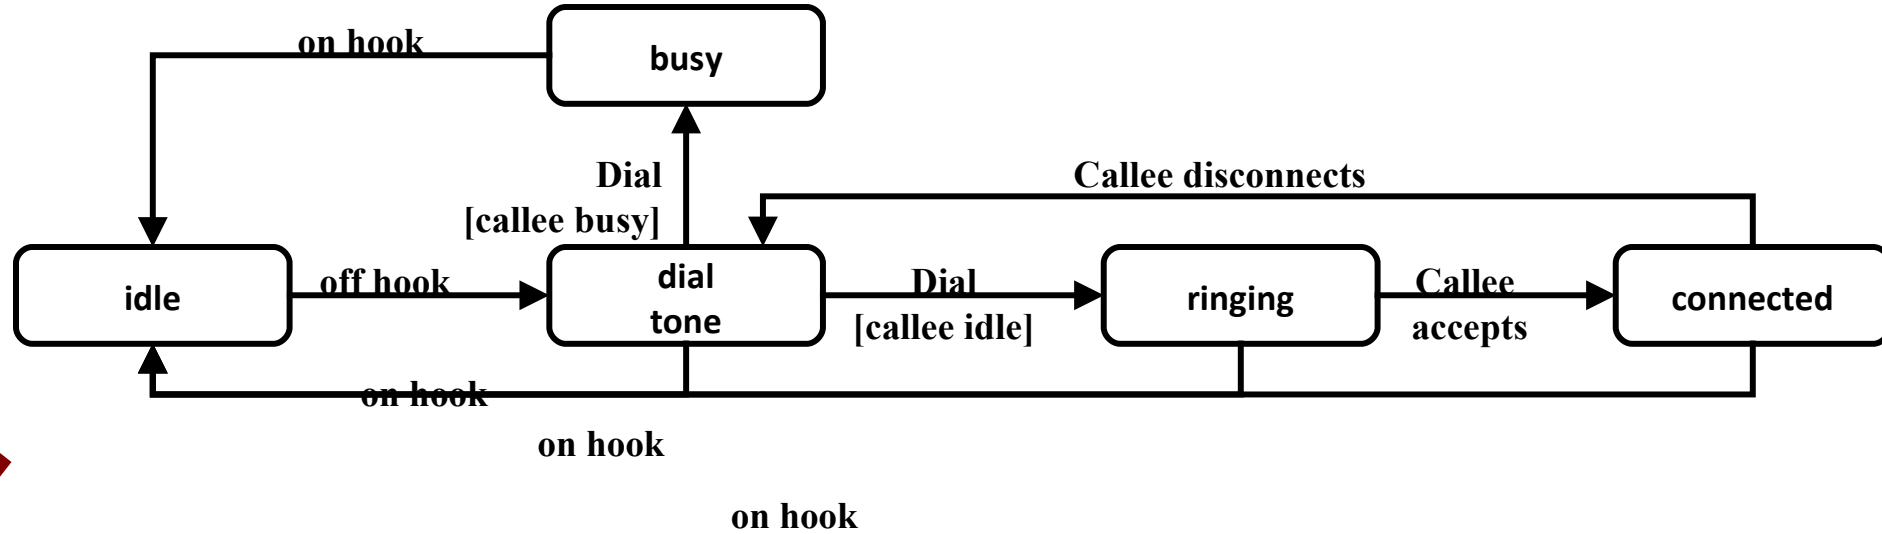 on hook
busy
Dial
[callee busy]
Callee disconnects
idle
off hook
dial
tone
Dial
[callee idle]
ringing
Callee
accepts
connected
on hook
on hook
on hook